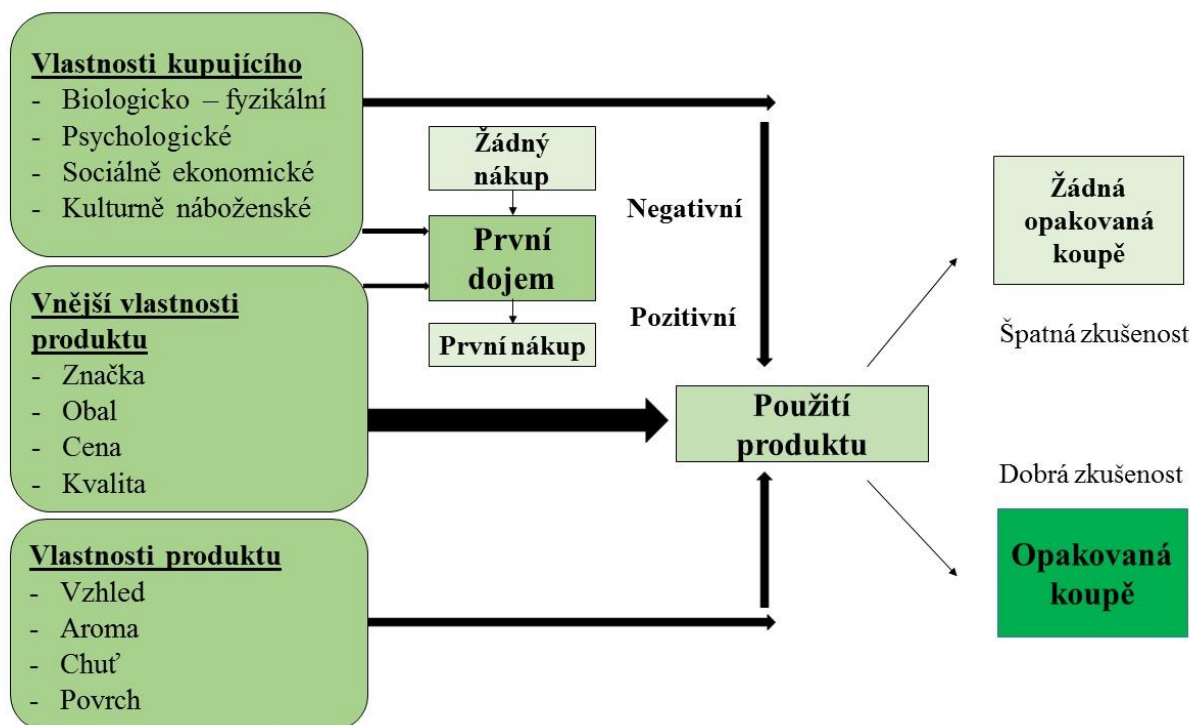 Vlastnosti kupujícího
- Biologicko – fyzikální
- Psychologické
- Sociálně ekonomické
- Kulturně náboženské
Vnější vlastnosti
produktu
- Značka
- Obal
- Cena
- Kvalita
Vlastnosti produktu
- Vzhled
- Aroma
- Chuť
- Povrch
Žádný
nákup
První
dojem
První nákup
Negativní
Pozitivní
Použití
produktu
Žádná
opakovaná
koupě
Špatná zkušenost
Dobrá zkušenost
Opakovaná
koupě